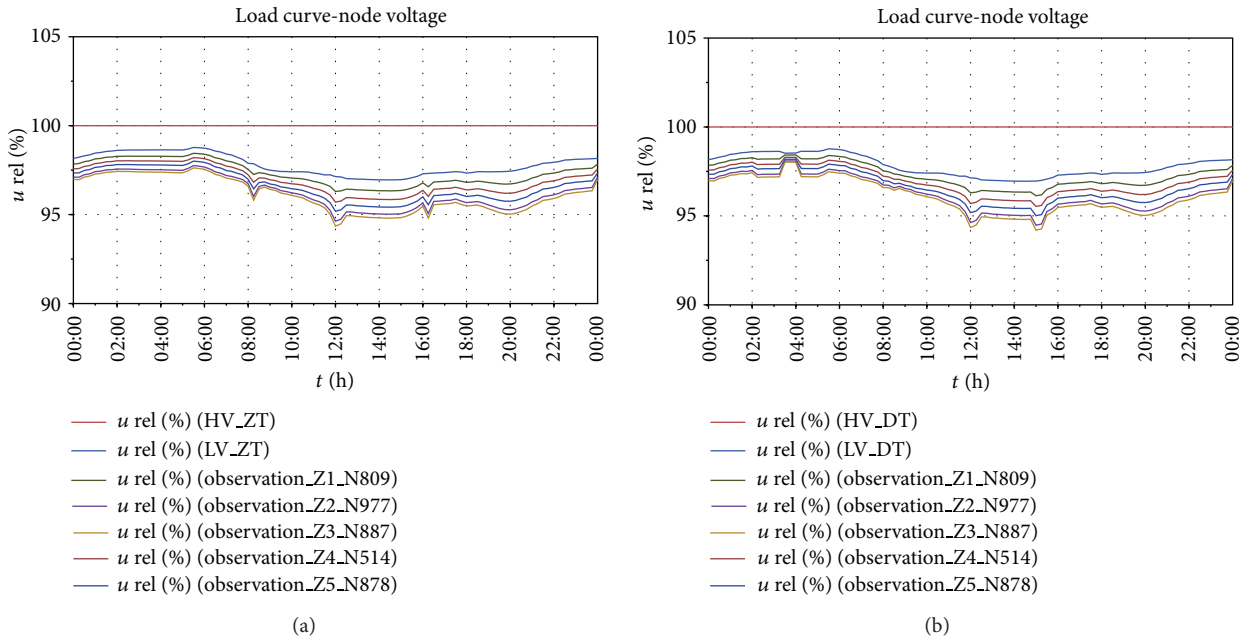 Load curve-node voltage
105
100
95
90
u rel (%)
00:00
02:00
04:00
06:00
08:00
10:00
12:00
14:00
16:00
18:00
20:00
22:00
00:00
t (h)
u rel (%) (HV_ZT)
u rel (%) (LV_ZT)
u rel (%) (observation_Z1_N809)
u rel (%) (observation_Z2_N977)
u rel (%) (observation_Z3_N887)
u rel (%) (observation_Z4_N514)
u rel (%) (observation_Z5_N878)
(a)
Load curve-node voltage
105
100
95
90
u rel (%)
00:00
02:00
04:00
06:00
08:00
10:00
12:00
14:00
16:00
18:00
20:00
22:00
00:00
t (h)
u rel (%) (HV_DT)
u rel (%) (LV_DT)
u rel (%) (observation_Z1_N809)
u rel (%) (observation_Z2_N977)
u rel (%) (observation_Z3_N887)
u rel (%) (observation_Z4_N514)
u rel (%) (observation_Z5_N878)
(b)